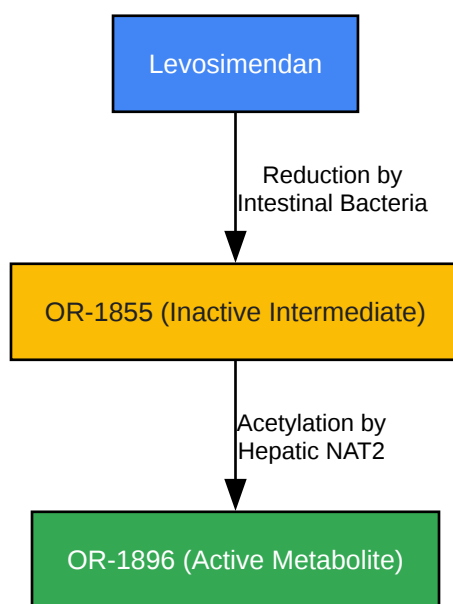 Levosimendan
Reduction by
Intestinal Bacteria
OR-1855 (Inactive Intermediate)
Acetylation by
Hepatic NAT2
OR-1896 (Active Metabolite)